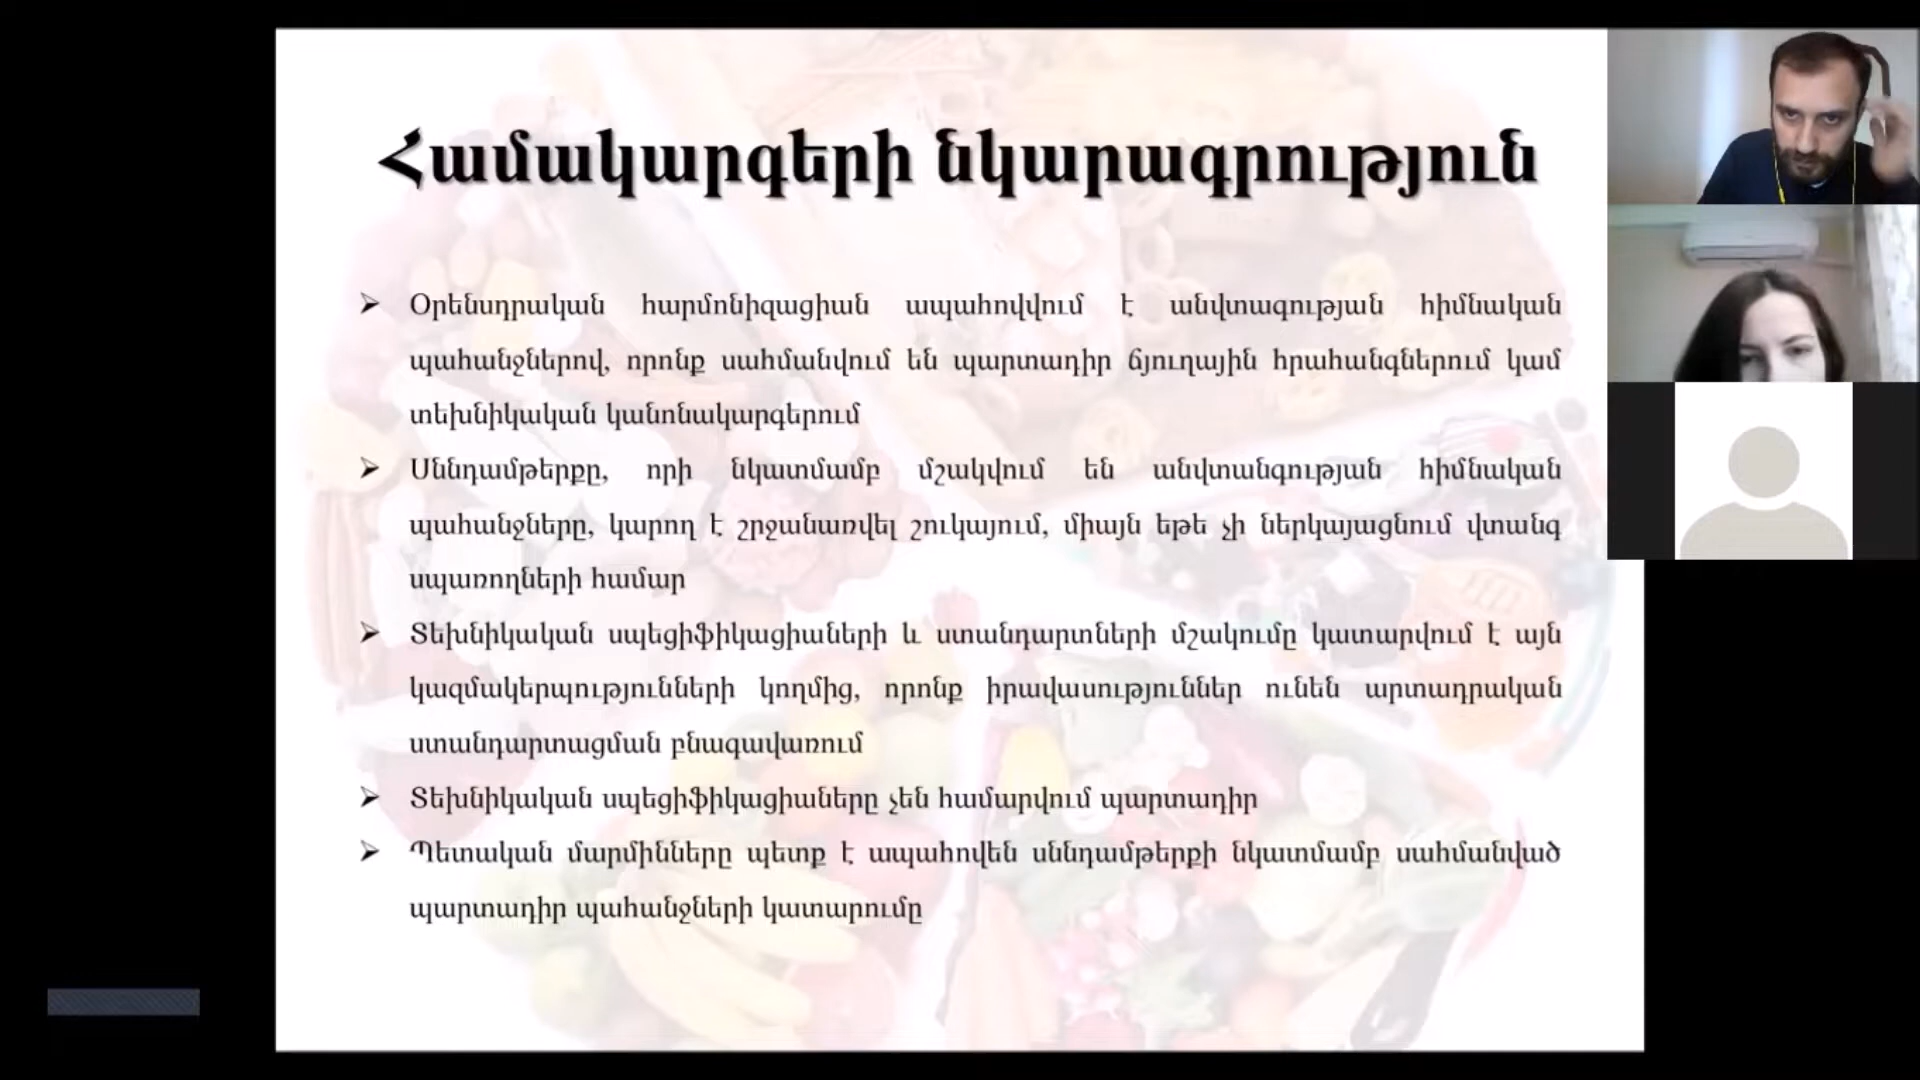 Համակարգերի նկարագրություն
➢ Օրենսդրական հարմոնիզացիան ապահովվում է անվտագության հիմնական
պահանջներով, որոնք սահմանվում են պարտադիր ճյուղային հրահանգներում կամ
տեխնիկական կանոնակարգերում
➢ Սննդամթերքը, որի նկատմամբ մշակվում են անվտանգության հիմնական
պահանջները, կարող է շրջանառվել շուկայում, միայն եթե չի ներկայացնում վտանգ
սպառողների համար
➢ Տեխնիկական սպեցիֆիկացիաների և ստանդարտների մշակումը կատարվում է այն
կազմակերպությունների կողմից, որոնք իրավասություններ ունեն արտադրական
ստանդարտացման բնագավառում
➢ Տեխնիկական սպեցիֆիկացիաները չեն համարվում պարտադիր
➢ Պետական մարմինները պետք է ապահովեն սննդամթերքի նկատմամբ սահմանված
պարտադիր պահանջների կատարումը